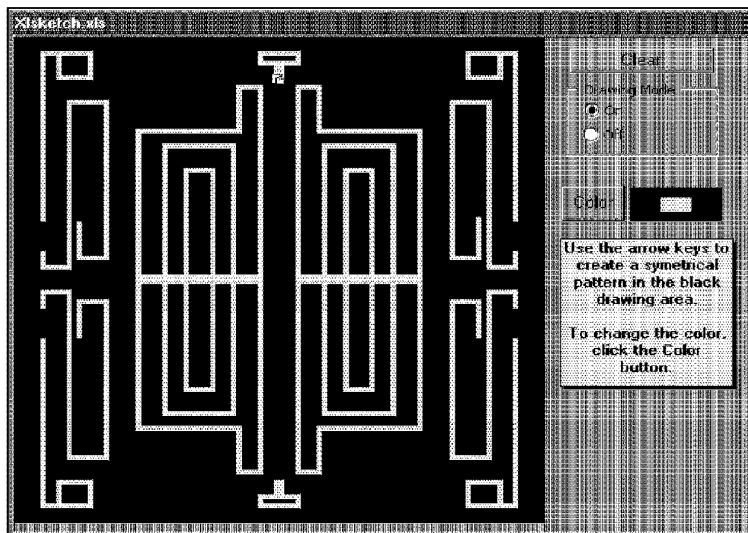 Xlsketch.xls
Clear
Drawing Mode
On
Off
Color
Use the arrow keys to
create a symetrical
pattern in the black
drawing area.
To change the color,
click the Color
button.